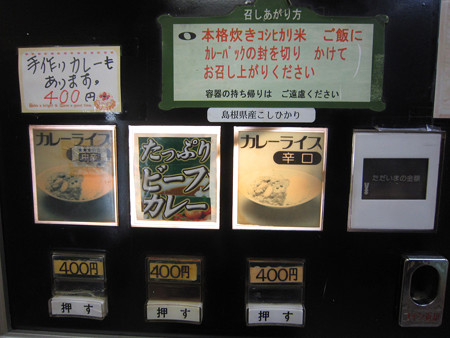 召しあがり方
本格炊きコシヒカリ米 ご飯に
カレーパックの封を切り かけて
お召し上がりください
容器の持ち帰りは ご遠慮ください
手作りカレーも
あります。
400円
島根県産こしひかり
カレーライス
たっぷり
ビーフ
カレー
カレーライス
辛口
ただいまの金額
400円
400円
400円
押す
押す
押す